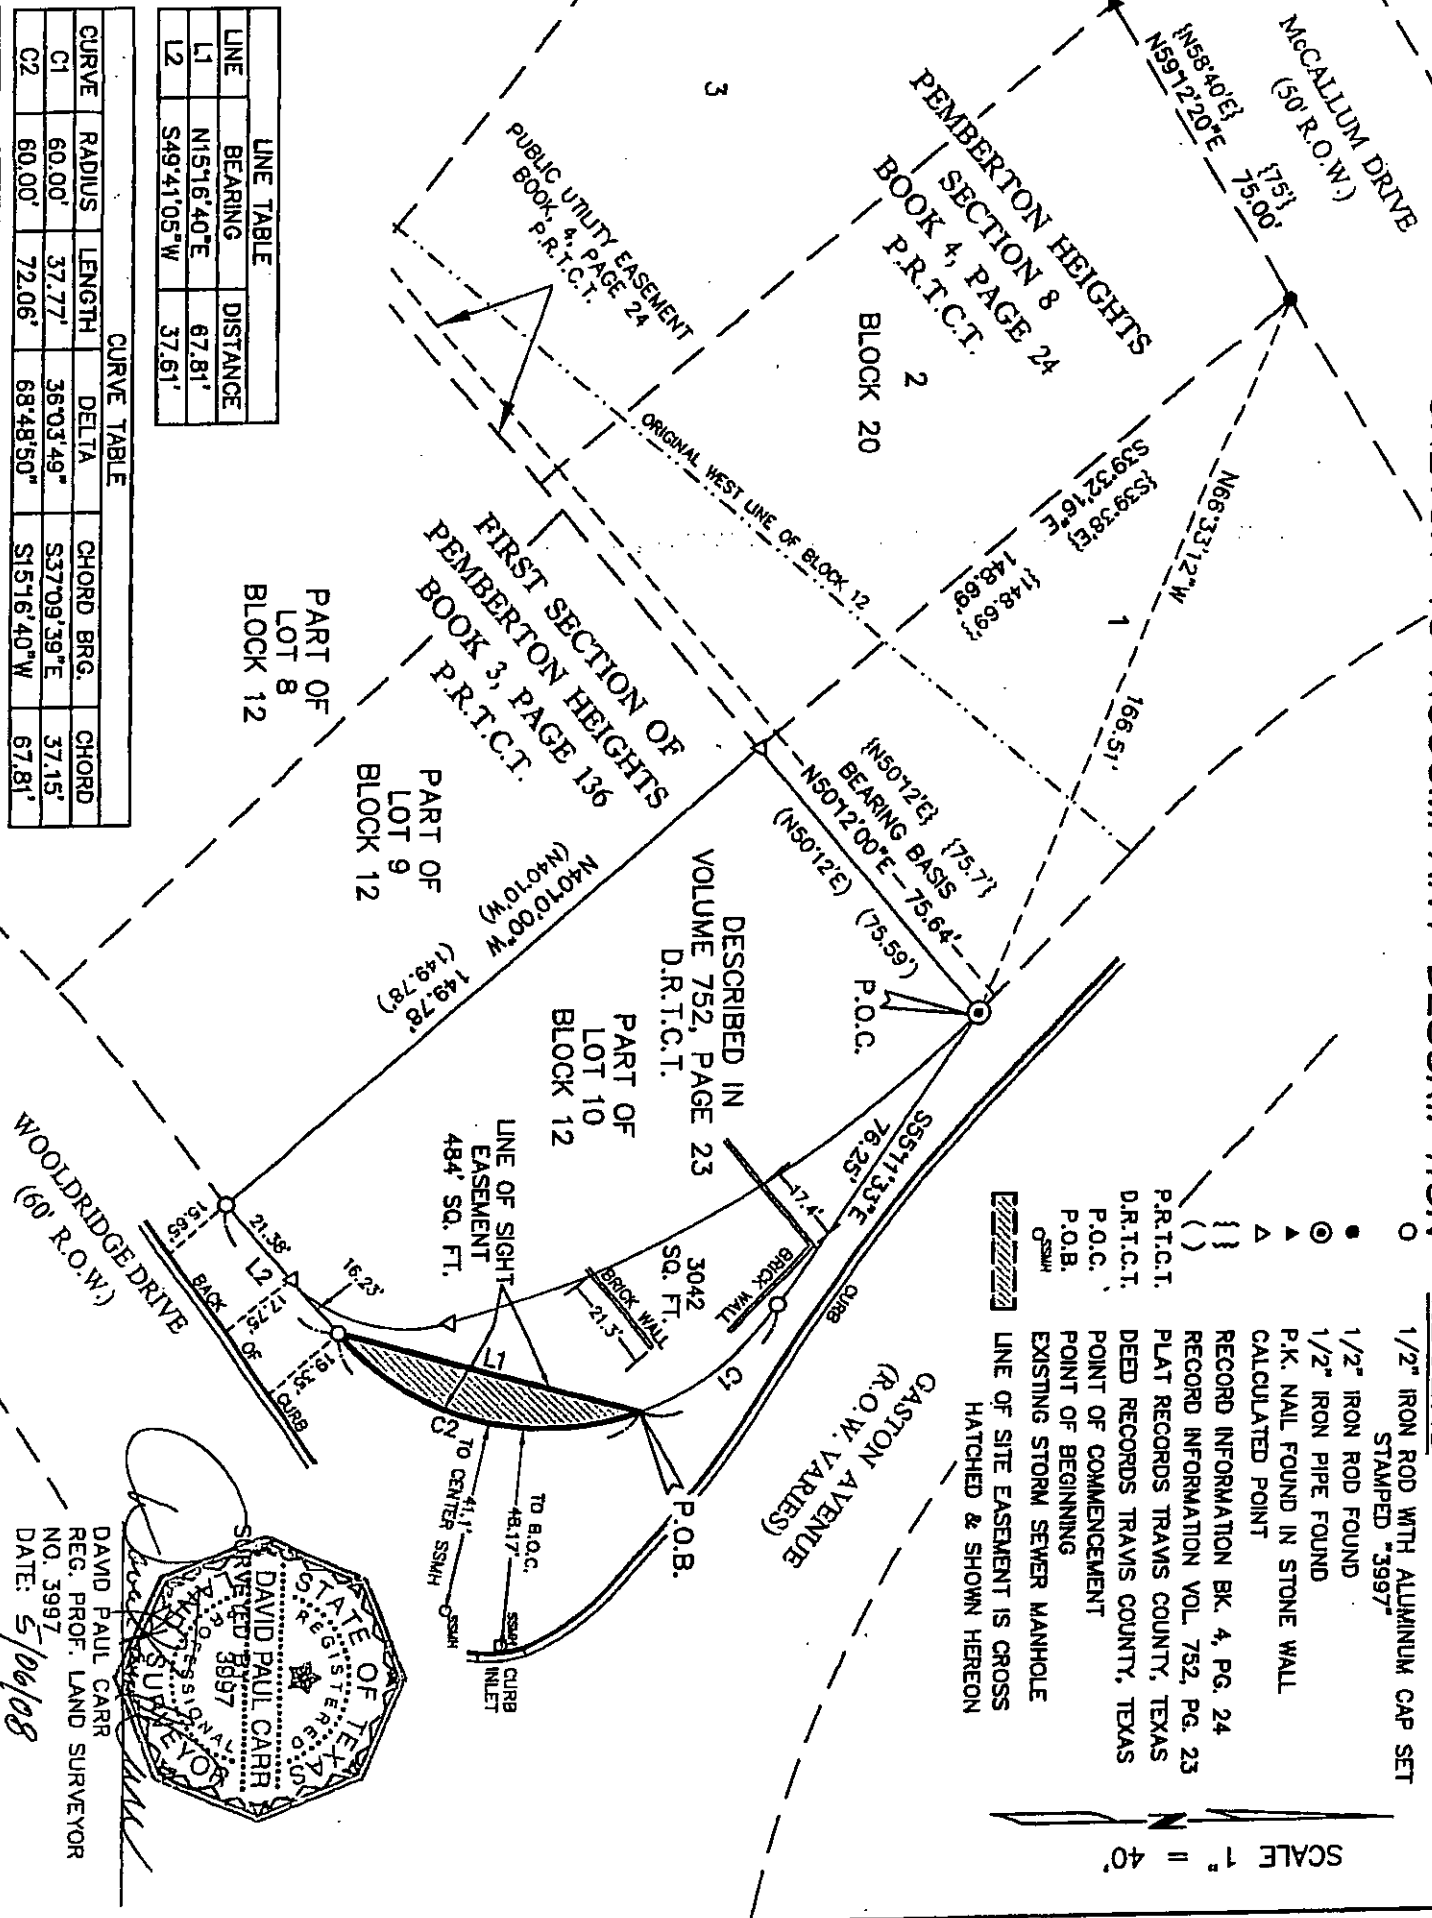 McCALLUM DRIVE
(50' R.O.W.)
{N58°40'E} {75'}
N59°12'20"E 75.00'
PEMBERTON HEIGHTS
SECTION 8
BOOK 4, PAGE 24
P.R.T.C.T.
3
2
BLOCK 20
1
N66°33'12"W 166.51'
{S39°38'E} {148.69'}
S39°32'16"E 148.69'
PUBLIC UTILITY EASEMENT
BOOK, 4, PAGE 24
P.R.T.C.T.
ORIGINAL WEST LINE OF BLOCK 12
FIRST SECTION OF
PEMBERTON HEIGHTS
BOOK 3, PAGE 136
P.R.T.C.T.
{N50°12'E} {75.7'}
BEARING BASIS
N50°12'00"E - 75.64'
(N50°12'E) (75.59')
P.O.C.
PART OF
LOT 8
BLOCK 12
PART OF
LOT 9
BLOCK 12
N40°10'00"W 149.78'
(N40°10'W) (149.78')
DESCRIBED IN
VOLUME 752, PAGE 23
D.R.T.C.T.
PART OF
LOT 10
BLOCK 12
S55°11'33"E
76.25'
17.4'
BRICK WALL
3042
SQ. FT.
BRICK WALL
21.3'
CURB
C1
LINE OF SIGHT
EASEMENT
484' SQ. FT.
L1
C2
16.23'
21.38'
L2
15.65'
17.75'
19.35'
BACK OF CURB
WOOLDRIDGE DRIVE
(60' R.O.W.)
GASTON AVENUE
(R.O.W. VARIES)
P.O.B.
TO B.O.C.
48.17'
41.1'
TO CENTER SSMH
SSMH
SSMH
CURB
INLET
LINE TABLE
LINE BEARING DISTANCE
L1 N15°16'40"E 67.81'
L2 S49°41'05"W 37.61'
CURVE TABLE
CURVE RADIUS LENGTH DELTA CHORD BRG. CHORD
C1 60.00' 37.77' 36°03'49" S37°09'39"E 37.15'
C2 60.00' 72.06' 68°48'50" S15°16'40"W 67.81'
1/2" IRON ROD WITH ALUMINUM CAP SET
STAMPED "3997"
1/2" IRON ROD FOUND
1/2" IRON PIPE FOUND
P.K. NAIL FOUND IN STONE WALL
CALCULATED POINT
{ } RECORD INFORMATION BK. 4, PG. 24
( ) RECORD INFORMATION VOL. 752, PG. 23
P.R.T.C.T. PLAT RECORDS TRAVIS COUNTY, TEXAS
D.R.T.C.T. DEED RECORDS TRAVIS COUNTY, TEXAS
P.O.C. POINT OF COMMENCEMENT
P.O.B. POINT OF BEGINNING
SSMH EXISTING STORM SEWER MANHOLE
LINE OF SITE EASEMENT IS CROSS
HATCHED & SHOWN HEREON
N
SCALE 1" = 40'
SURVEYED BY:
STATE OF TEXAS
REGISTERED
DAVID PAUL CARR
3997
PROFESSIONAL
LAND SURVEYOR
DAVID PAUL CARR
REG. PROF. LAND SURVEYOR
NO. 3997
DATE: 5/06/08